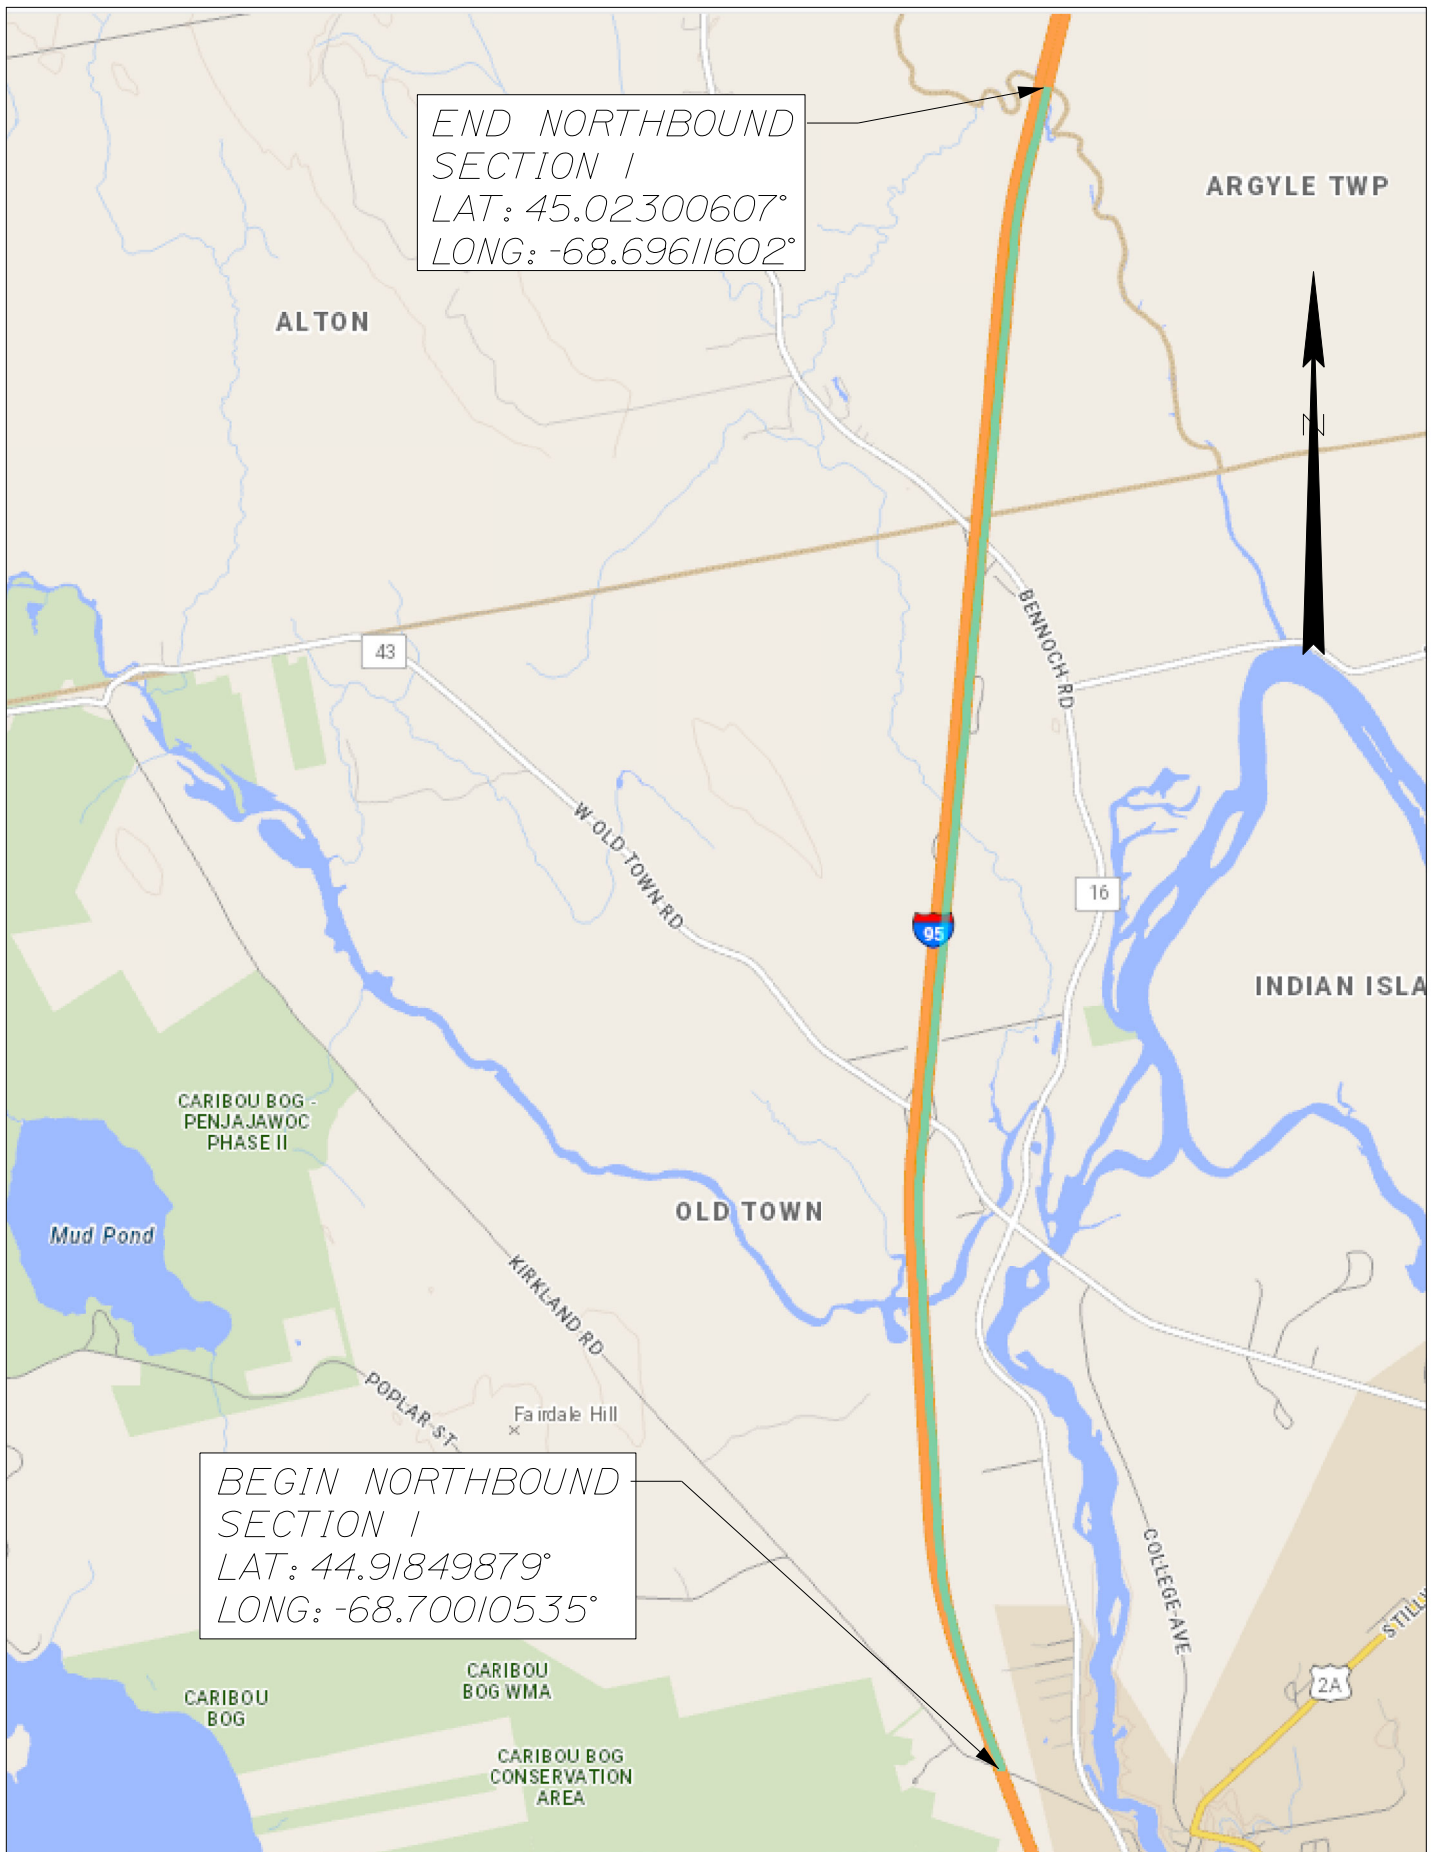 END NORTHBOUND
SECTION 1
LAT: 45.02300607°
LONG: -68.69611602°
ARGYLE TWP
ALTON
N
43
BENNOCH RD
W OLD TOWN RD
16
95
INDIAN ISLA
CARIBOU BOG -
PENJAJAWOC
PHASE II
OLD TOWN
Mud Pond
KIRKLAND RD
POPLAR ST
Fairdale Hill
BEGIN NORTHBOUND
SECTION 1
LAT: 44.91849879°
LONG: -68.70010535°
COLLEGE AVE
STILLW
2A
CARIBOU
BOG WMA
CARIBOU
BOG
CARIBOU BOG
CONSERVATION
AREA